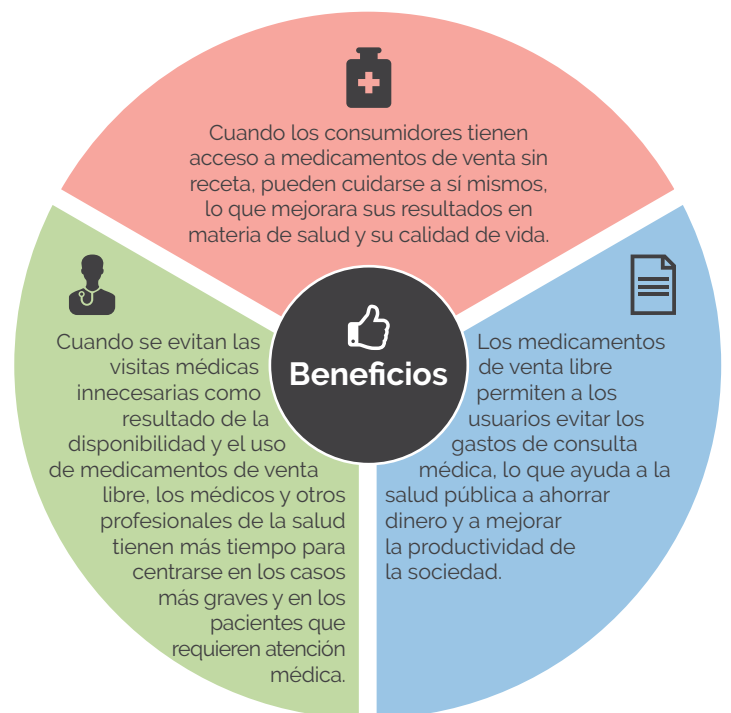 Cuando los consumidores tienen
acceso a medicamentos de venta sin
receta, pueden cuidarse a sí mismos,
lo que mejorara sus resultados en
materia de salud y su calidad de vida.
Beneficios
Cuando se evitan las
visitas médicas
innecesarias como
resultado de la
disponibilidad y el uso
de medicamentos de venta
libre, los médicos y otros
profesionales de la salud
tienen más tiempo para
centrarse en los casos
más graves y en los
pacientes que
requieren atención
médica.
Los medicamentos
de venta libre
permiten a los
usuarios evitar los
gastos de consulta
médica, lo que ayuda a la
salud pública a ahorrar
dinero y a mejorar
la productividad de
la sociedad.